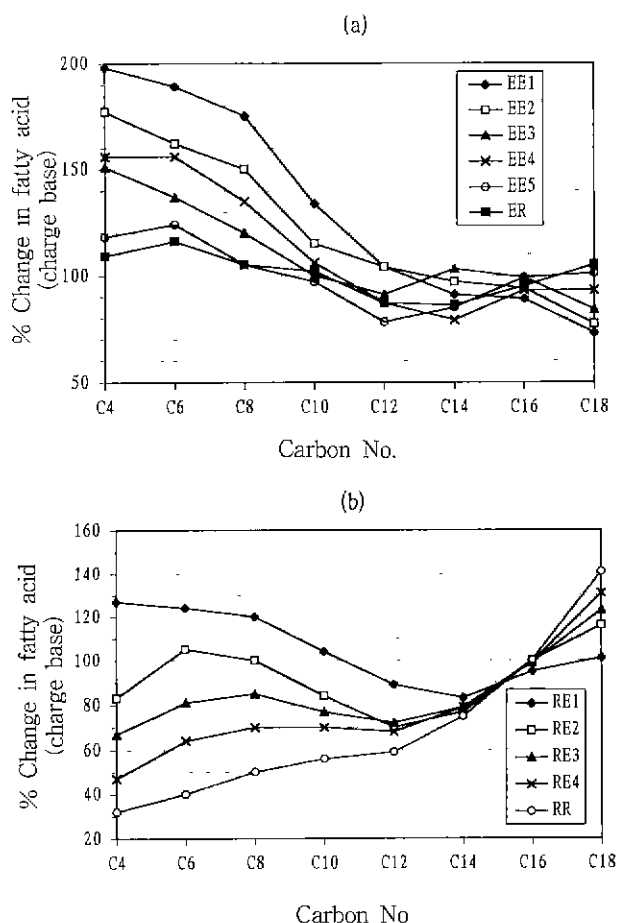 (a)
200
150
100
50
% Change in fatty acid
(charge base)
EE1
EE2
EE3
EE4
EE5
ER
C4 C6 C8 C10 C12 C14 C16 C18
Carbon No.
(b)
160
140
120
100
80
60
40
20
% Change in fatty acid
(charge base)
RE1
RE2
RE3
RE4
RR
C4 C6 C8 C10 C12 C14 C16 C18
Carbon No